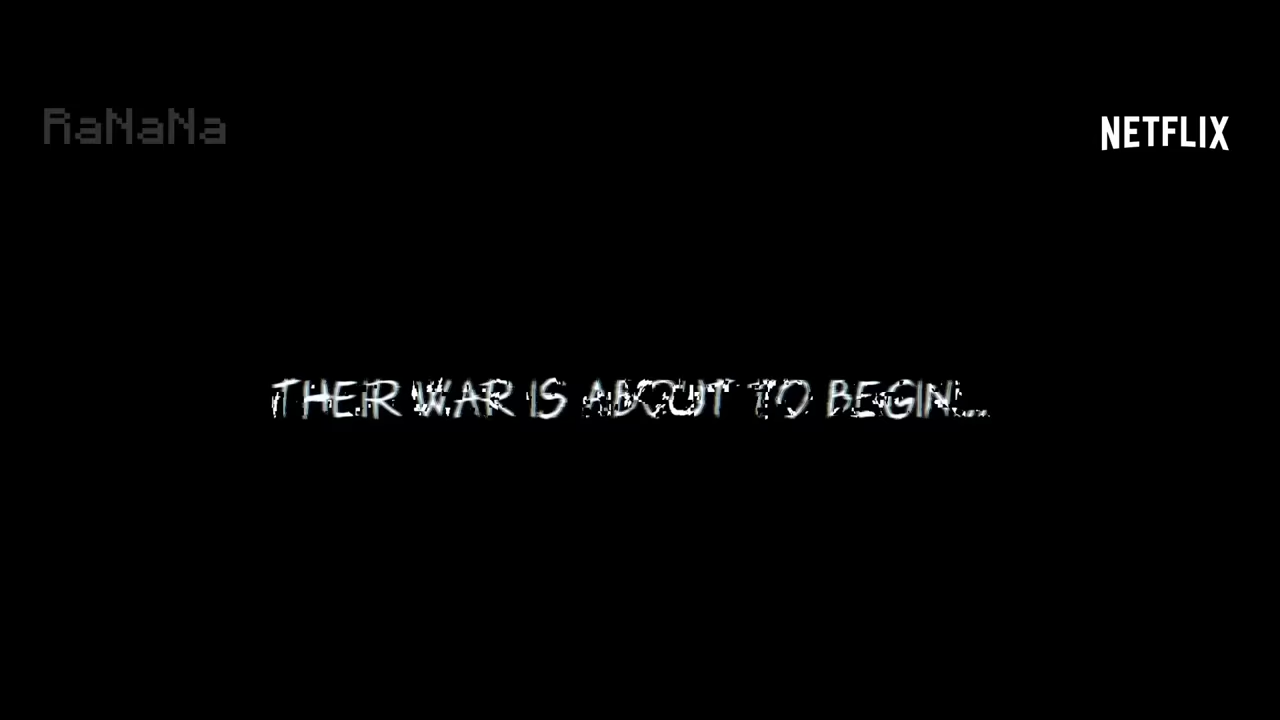 RaNaNa
NETFLIX
THEIR WAR IS ABOUT TO BEGIN...